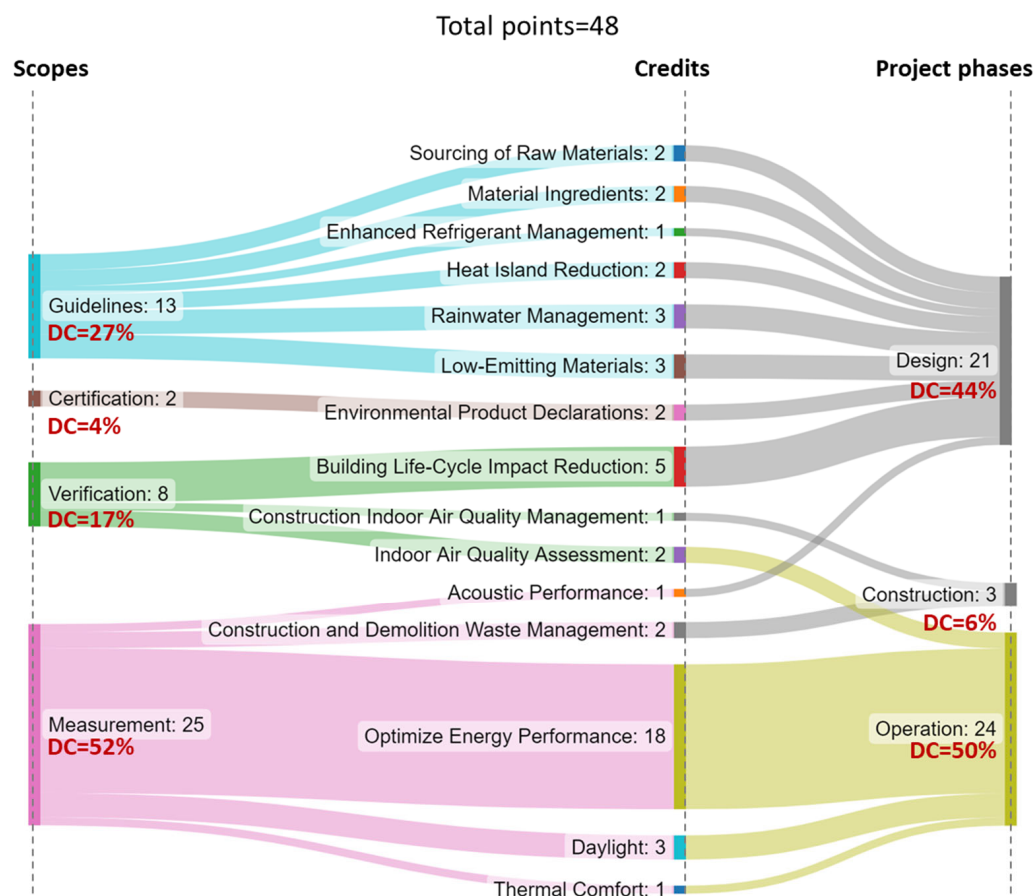 Total points=48
Scopes
Credits
Project phases
Sourcing of Raw Materials: 2
Material Ingredients: 2
Enhanced Refrigerant Management: 1
Heat Island Reduction: 2
Guidelines: 13
DC=27%
Rainwater Management: 3
Low-Emitting Materials: 3
Design: 21
DC=44%
Certification: 2
DC=4%
Environmental Product Declarations: 2
Building Life-Cycle Impact Reduction: 5
Verification: 8
DC=17%
Construction Indoor Air Quality Management: 1
Indoor Air Quality Assessment: 2
Acoustic Performance: 1
Construction: 3
DC=6%
Construction and Demolition Waste Management: 2
Measurement: 25
DC=52%
Optimize Energy Performance: 18
Operation: 24
DC=50%
Daylight: 3
Thermal Comfort: 1